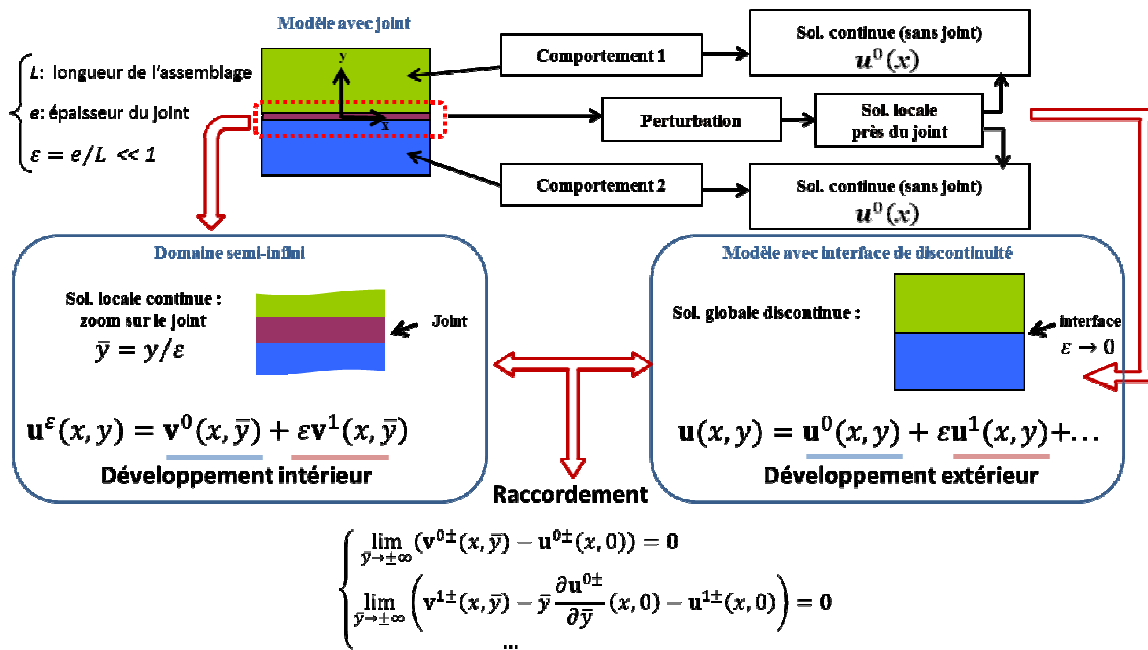 Modèle avec joint
L: longueur de l'assemblage
e: épaisseur du joint
ε = e/L << 1
y
x
Comportement 1
Sol. continue (sans joint)
u⁰(x)
Perturbation
Sol. locale
près du joint
Comportement 2
Sol. continue (sans joint)
u⁰(x)
Domaine semi-infini
Sol. locale continue :
zoom sur le joint
ȳ = y/ε
Joint
u^ε(x, y) = v⁰(x, ȳ) + εv¹(x, ȳ)
Développement intérieur
Modèle avec interface de discontinuité
Sol. globale discontinue :
interface
ε → 0
u(x, y) = u⁰(x, y) + εu¹(x, y)+...
Développement extérieur
Raccordement
lim ȳ→±∞ (v⁰±(x, ȳ) − u⁰±(x, 0)) = 0
lim ȳ→±∞ (v¹±(x, ȳ) − ȳ ∂u⁰±/∂ȳ (x, 0) − u¹±(x, 0)) = 0
...